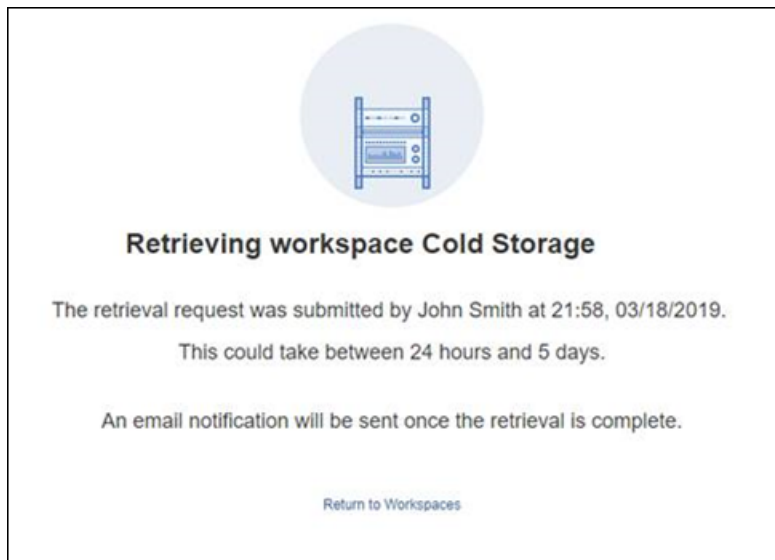 Retrieving workspace Cold Storage
The retrieval request was submitted by John Smith at 21:58, 03/18/2019.
This could take between 24 hours and 5 days.
An email notification will be sent once the retrieval is complete.
Return to Workspaces